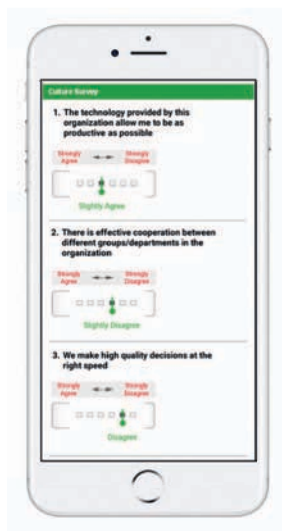 Culture Survey
1. The technology provided by this
organization allow me to be as
productive as possible
Strongly Strongly
Agree Disagree
Slightly Agree
2. There is effective cooperation between
different groups/departments in the
organization
Strongly Strongly
Agree Disagree
Slightly Disagree
3. We make high quality decisions at the
right speed
Strongly Strongly
Agree Disagree
Disagree